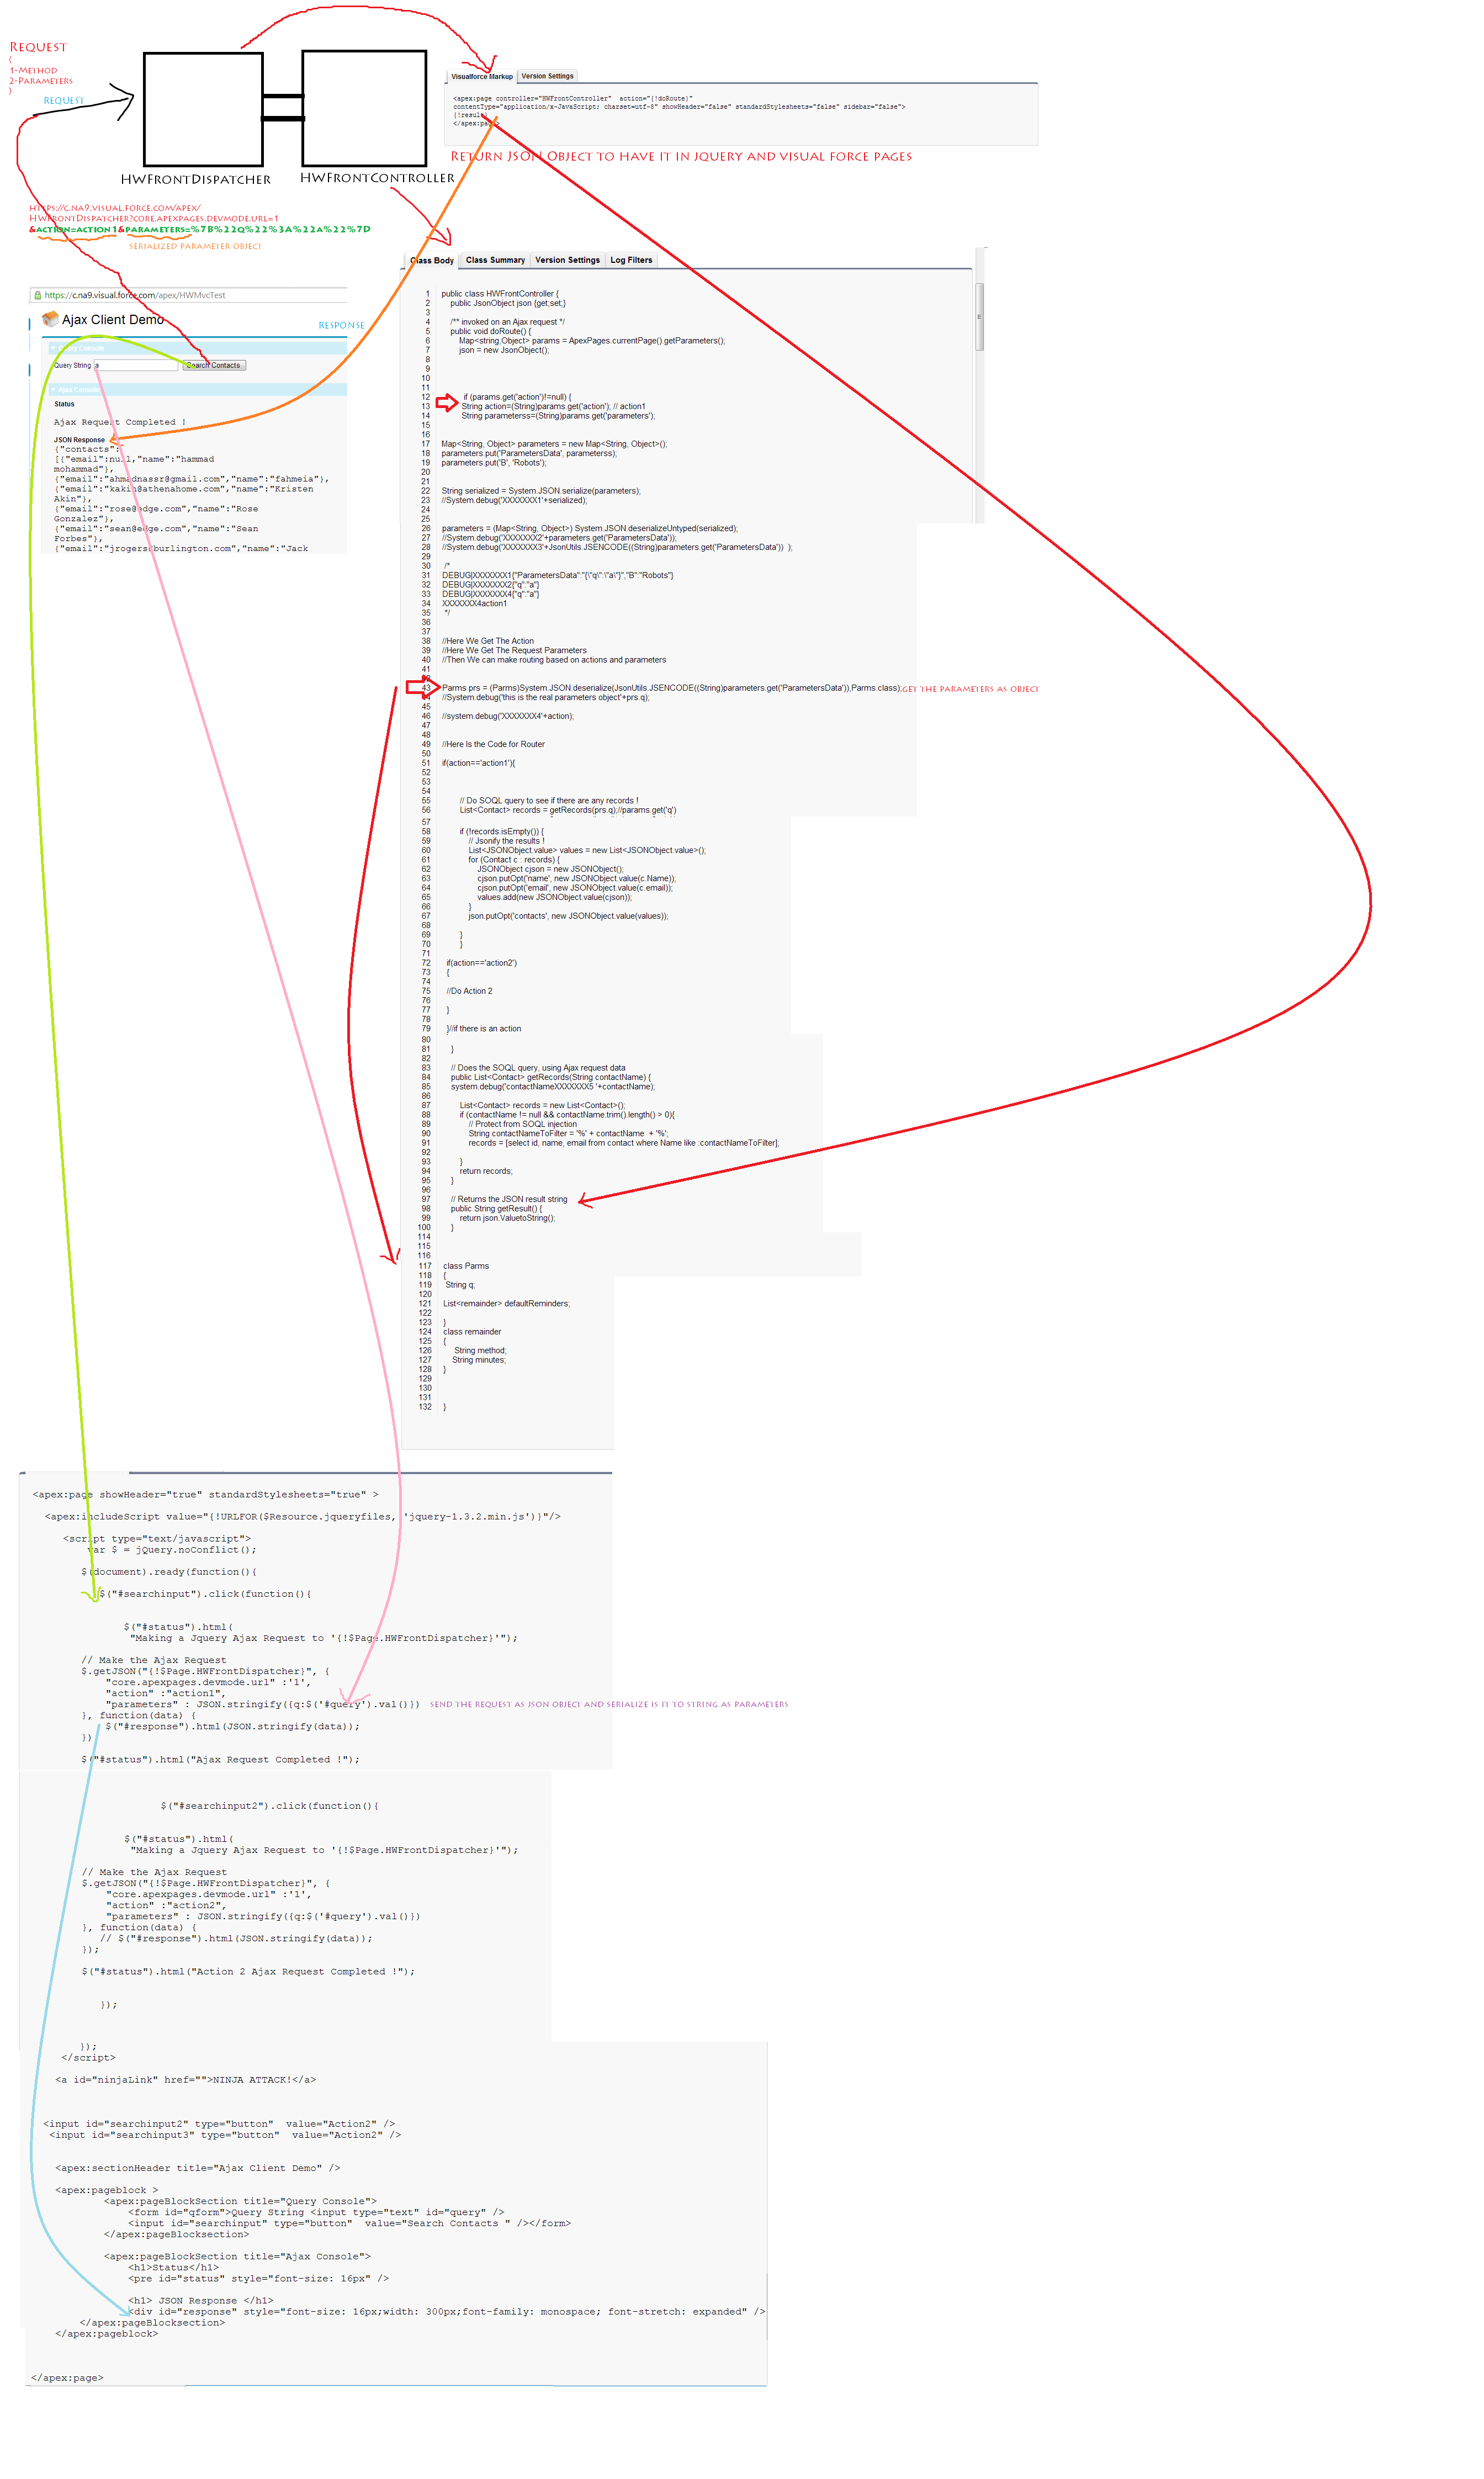 Request
(
1-Method
2-Parameters
)
request
HWFrontDispatcher
HWFrontController
Visualforce Markup
Version Settings
<apex:page controller="HWFrontController"  action="{!doRoute}"
contentType="application/x-JavaScript; charset=utf-8" showHeader="false" standardStylesheets="false" sidebar="false">
{!result}
</apex:page>
Return Json Object to have it in jquery and visual force pages
https://c.na9.visual.force.com/apex/
HWFrontDispatcher?core.apexpages.devmode.url=1
&action=action1&parameters=%7B%22q%22%3A%22a%22%7D
serialized parameter object
https://c.na9.visual.force.com/apex/HWMvcTest
Ajax Client Demo
response
Query Console
Query String a
Search Contacts
Ajax Console
Status
Ajax Request Completed !
JSON Response
{"contacts":
[{"email":null,"name":"hammad
mohammad"},
{"email":"ahmadnassr@gmail.com","name":"fahmeia"},
{"email":"kakin@athenahome.com","name":"Kristen
Akin"},
{"email":"rose@edge.com","name":"Rose
Gonzalez"},
{"email":"sean@edge.com","name":"Sean
Forbes"},
{"email":"jrogers@burlington.com","name":"Jack
Class Body
Class Summary
Version Settings
Log Filters
1 public class HWFrontController {
2 public JsonObject json {get;set;}
3
4 /** invoked on an Ajax request */
5 public void doRoute() {
6 Map<string,Object> params = ApexPages.currentPage().getParameters();
7 json = new JsonObject();
8
9
10
11
12 if (params.get('action')!=null) {
13 String action=(String)params.get('action'); // action1
14 String parameterss=(String)params.get('parameters');
15
16
17 Map<String, Object> parameters = new Map<String, Object>();
18 parameters.put('ParametersData', parameterss);
19 parameters.put('B', 'Robots');
20
21
22 String serialized = System.JSON.serialize(parameters);
23 //System.debug('XXXXXXX1'+serialized);
24
25
26 parameters = (Map<String, Object>) System.JSON.deserializeUntyped(serialized);
27 //System.debug('XXXXXXX2'+parameters.get('ParametersData'));
28 //System.debug('XXXXXXX3'+JsonUtils.JSENCODE((String)parameters.get('ParametersData'))  );
29
30 /*
31 DEBUG|XXXXXXX1{"ParametersData":"{\"q\":\"a\"}","B":"Robots"}
32 DEBUG|XXXXXXX2{"q":"a"}
33 DEBUG|XXXXXXX4{"q":"a"}
34 XXXXXXX4action1
35 */
36
37
38 //Here We Get The Action
39 //Here We Get The Request Parameters
40 //Then We can make routing based on actions and parameters
41
42
43 Parms prs = (Parms)System.JSON.deserialize(JsonUtils.JSENCODE((String)parameters.get('ParametersData')),Parms.class); get the parameters as object
44 //System.debug('this is the real parameters object'+prs.q);
45
46 //system.debug('XXXXXXX4'+action);
47
48
49 //Here Is the Code for Router
50
51 if(action=='action1'){
52
53
54
55 // Do SOQL query to see if there are any records !
56 List<Contact> records = getRecords(prs.q);//params.get('q')
57
58 if (!records.isEmpty()) {
59 // Jsonify the results !
60 List<JSONObject.value> values = new List<JSONObject.value>();
61 for (Contact c : records) {
62 JSONObject cjson = new JSONObject();
63 cjson.putOpt('name', new JSONObject.value(c.Name));
64 cjson.putOpt('email', new JSONObject.value(c.email));
65 values.add(new JSONObject.value(cjson));
66 }
67 json.putOpt('contacts', new JSONObject.value(values));
68
69 }
70 }
71
72 if(action=='action2')
73 {
74
75 //Do Action 2
76
77 }
78
79 }//if there is an action
80
81 }
82
83 // Does the SOQL query, using Ajax request data
84 public List<Contact> getRecords(String contactName) {
85 system.debug('contactNameXXXXXXX5 '+contactName);
86
87 List<Contact> records = new List<Contact>();
88 if (contactName != null && contactName.trim().length() > 0){
89 // Protect from SOQL injection
90 String contactNameToFilter = '%' + contactName  + '%';
91 records = [select id, name, email from contact where Name like :contactNameToFilter];
92
93 }
94 return records;
95 }
96
97 // Returns the JSON result string
98 public String getResult() {
99 return json.ValuetoString();
100 }
114
115
116
117 class Parms
118 {
119 String q;
120
121 List<remainder> defaultReminders;
122
123 }
124 class remainder
125 {
126 String method;
127 String minutes;
128 }
129
130
131
132 }
<apex:page showHeader="true" standardStylesheets="true" >
<apex:includeScript value="{!URLFOR($Resource.jqueryfiles, 'jquery-1.3.2.min.js')}"/>
<script type="text/javascript">
var $ = jQuery.noConflict();
$(document).ready(function(){
$("#searchinput").click(function(){
$("#status").html(
"Making a Jquery Ajax Request to '{!$Page.HWFrontDispatcher}'");
// Make the Ajax Request
$.getJSON("{!$Page.HWFrontDispatcher}", {
"core.apexpages.devmode.url" :'1',
"action" :"action1",
"parameters" : JSON.stringify({q:$('#query').val()}) send the request as json object and serialize is it to string as parameters
}, function(data) {
$("#response").html(JSON.stringify(data));
})
$("#status").html("Ajax Request Completed !");
$("#searchinput2").click(function(){
$("#status").html(
"Making a Jquery Ajax Request to '{!$Page.HWFrontDispatcher}'");
// Make the Ajax Request
$.getJSON("{!$Page.HWFrontDispatcher}", {
"core.apexpages.devmode.url" :'1',
"action" :"action2",
"parameters" : JSON.stringify({q:$('#query').val()})
}, function(data) {
// $("#response").html(JSON.stringify(data));
});
$("#status").html("Action 2 Ajax Request Completed !");
});
});
</script>
<a id="ninjaLink" href="">NINJA ATTACK!</a>
<input id="searchinput2" type="button"  value="Action2" />
<input id="searchinput3" type="button"  value="Action2" />
<apex:sectionHeader title="Ajax Client Demo" />
<apex:pageblock >
<apex:pageBlockSection title="Query Console">
<form id="qform">Query String <input type="text" id="query" />
<input id="searchinput" type="button"  value="Search Contacts " /></form>
</apex:pageBlocksection>
<apex:pageBlockSection title="Ajax Console">
<h1>Status</h1>
<pre id="status" style="font-size: 16px" />
<h1> JSON Response </h1>
<div id="response" style="font-size: 16px;width: 300px;font-family: monospace; font-stretch: expanded" />
</apex:pageBlocksection>
</apex:pageblock>
</apex:page>